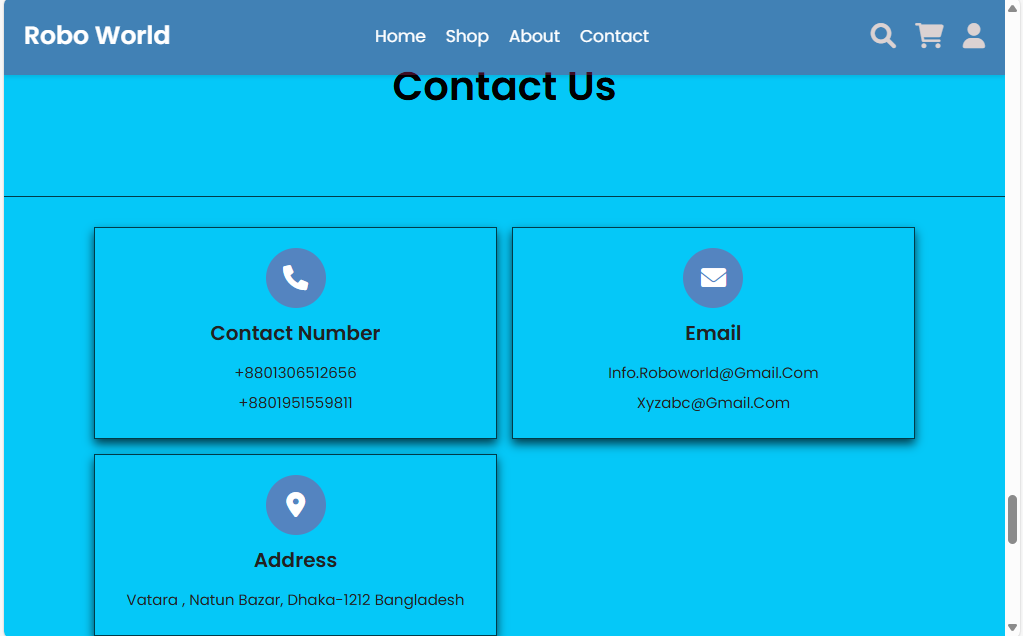 Robo World
Home Shop About Contact
Contact Us
Contact Number
+8801306512656
+8801951559811
Email
Info.Roboworld@Gmail.Com
Xyzabc@Gmail.Com
Address
Vatara , Natun Bazar, Dhaka-1212 Bangladesh